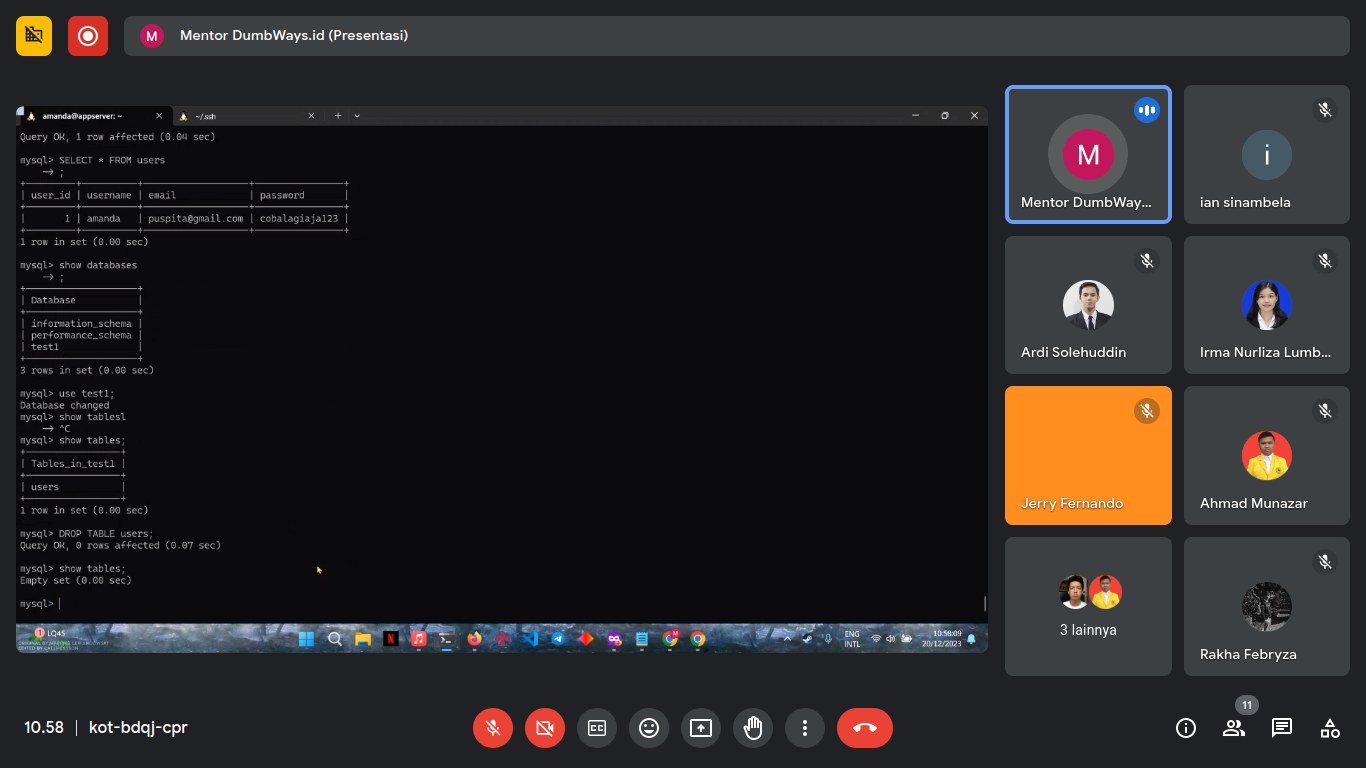 M Mentor DumbWays.id (Presentasi)
amanda@appserver: ~
~/.ssh
Query OK, 1 row affected (0.04 sec)
mysql> SELECT * FROM users
-> ;
| user_id | username | email | password |
| 1 | amanda | puspita@gmail.com | cobalagiaja123 |
1 row in set (0.00 sec)
mysql> show databases
-> ;
| Database |
| information_schema |
| performance_schema |
| test1 |
3 rows in set (0.00 sec)
mysql> use test1;
Database changed
mysql> show tablesl
-> ^C
mysql> show tables;
| Tables_in_test1 |
| users |
1 row in set (0.00 sec)
mysql> DROP TABLE users;
Query OK, 0 rows affected (0.07 sec)
mysql> show tables;
Empty set (0.00 sec)
mysql>
1 LQ45
ENG
INTL
10:58:09
20/12/2023
M
Mentor DumbWay...
i
ian sinambela
Ardi Solehuddin
Irma Nurliza Lumb...
Jerry Fernando
Ahmad Munazar
3 lainnya
Rakha Febryza
10.58 | kot-bdqj-cpr
CC
11